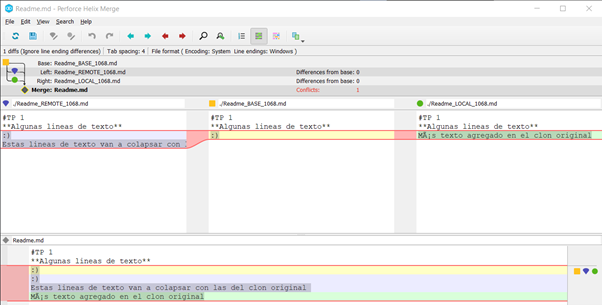 Readme.md - Perforce Helix Merge
File Edit View Search Help
1 diffs (Ignore line ending differences) Tab spacing: 4 File format ( Encoding: System Line endings: Windows )
Base: Readme_BASE_1068.md
Left: Readme_REMOTE_1068.md Differences from base: 0
Right: Readme_LOCAL_1068.md Differences from base: 0
Merge: Readme.md Conflicts: 1
./Readme_REMOTE_1068.md ./Readme_BASE_1068.md ./Readme_LOCAL_1068.md
#TP 1 #TP 1 #TP 1
**Algunas lineas de texto** **Algunas lineas de texto** **Algunas lineas de texto**
:) :) MÃ¡s texto agregado en el clon original
Estas lineas de texto van a colapsar con
Readme.md
#TP 1
**Algunas lineas de texto**
:)
:)
Estas lineas de texto van a colapsar con las del clon original
MÃ¡s texto agregado en el clon original